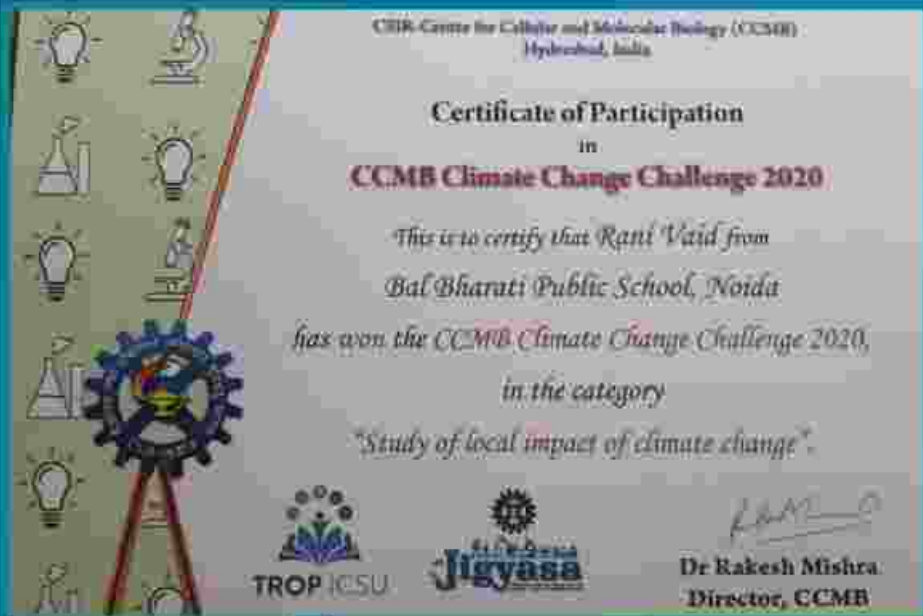 CSIR-Centre for Cellular and Molecular Biology (CCMB)
Hyderabad, India
Certificate of Participation
in
CCMB Climate Change Challenge 2020
This is to certify that Rani Vaid from
Bal Bharati Public School, Noida
has won the CCMB Climate Change Challenge 2020,
in the category
"Study of local impact of climate change".
TROP ICSU
Jigyasa
Dr Rakesh Mishra
Director, CCMB